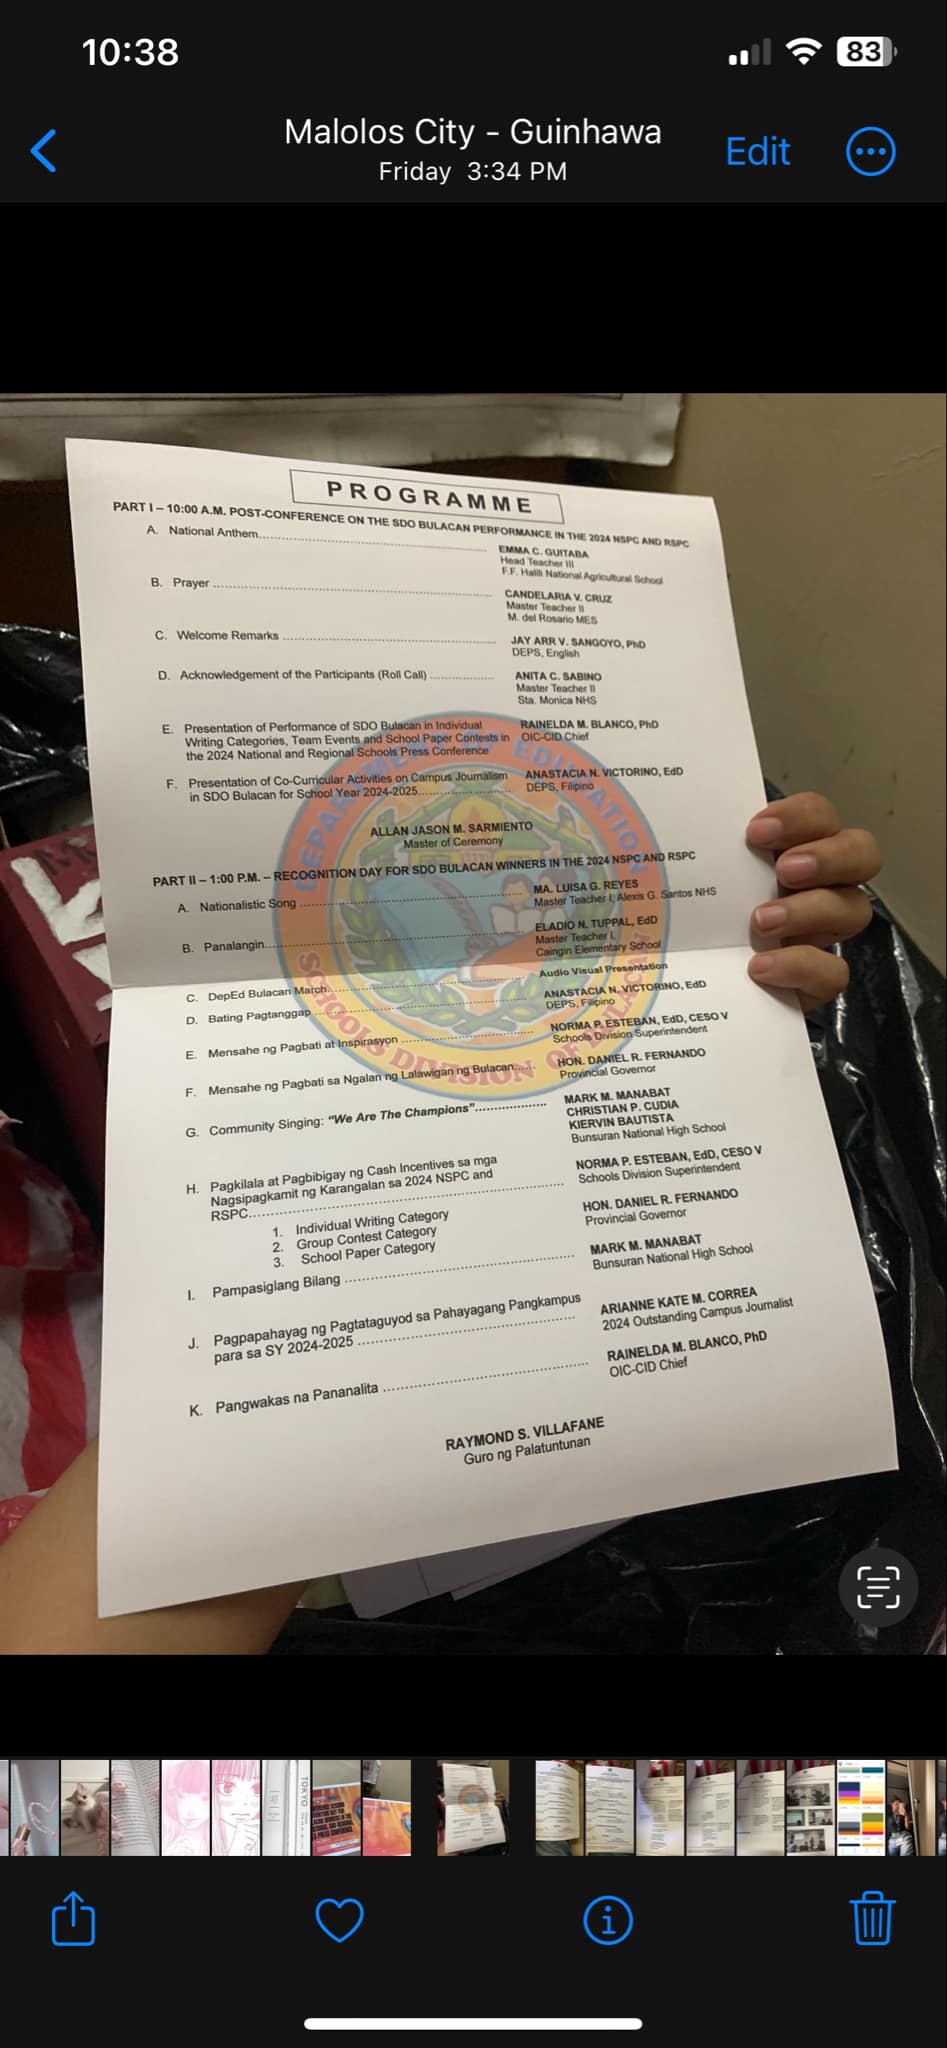 10:38
83
Malolos City - Guinhawa
Friday 3:34 PM
Edit
PROGRAMME
PART I – 10:00 A.M. POST-CONFERENCE ON THE SDO BULACAN PERFORMANCE IN THE 2024 NSPC AND RSPC
A. National Anthem
EMMA C. GUITABA
Head Teacher III
F.F. Halili National Agricultural School
B. Prayer
CANDELARIA V. CRUZ
Master Teacher II
M. del Rosario MES
C. Welcome Remarks
JAY ARR V. SANGOYO, PhD
DEPS, English
D. Acknowledgement of the Participants (Roll Call)
ANITA C. SABINO
Master Teacher II
Sta. Monica NHS
E. Presentation of Performance of SDO Bulacan in Individual
Writing Categories, Team Events and School Paper Contests in
the 2024 National and Regional Schools Press Conference
RAINELDA M. BLANCO, PhD
OIC-CID Chief
F. Presentation of Co-Curricular Activities on Campus Journalism
in SDO Bulacan for School Year 2024-2025
ANASTACIA N. VICTORINO, EdD
DEPS, Filipino
ALLAN JASON M. SARMIENTO
Master of Ceremony
PART II – 1:00 P.M. – RECOGNITION DAY FOR SDO BULACAN WINNERS IN THE 2024 NSPC AND RSPC
A. Nationalistic Song
MA. LUISA G. REYES
Master Teacher I, Alexis G. Santos NHS
B. Panalangin
ELADIO N. TUPPAL, EdD
Master Teacher I,
Caingin Elementary School
C. DepEd Bulacan March
Audio Visual Presentation
D. Bating Pagtanggap
ANASTACIA N. VICTORINO, EdD
DEPS, Filipino
E. Mensahe ng Pagbati at Inspirasyon
NORMA P. ESTEBAN, EdD, CESO V
Schools Division Superintendent
F. Mensahe ng Pagbati sa Ngalan ng Lalawigan ng Bulacan
HON. DANIEL R. FERNANDO
Provincial Governor
G. Community Singing: "We Are The Champions"
MARK M. MANABAT
CHRISTIAN P. CUDIA
KIERVIN BAUTISTA
Bunsuran National High School
H. Pagkilala at Pagbibigay ng Cash Incentives sa mga
Nagsipagkamit ng Karangalan sa 2024 NSPC and
RSPC
NORMA P. ESTEBAN, EdD, CESO V
Schools Division Superintendent
HON. DANIEL R. FERNANDO
Provincial Governor
1. Individual Writing Category
2. Group Contest Category
3. School Paper Category
I. Pampasiglang Bilang
MARK M. MANABAT
Bunsuran National High School
J. Pagpapahayag ng Pagtataguyod sa Pahayagang Pangkampus
para sa SY 2024-2025
ARIANNE KATE M. CORREA
2024 Outstanding Campus Journalist
K. Pangwakas na Pananalita
RAINELDA M. BLANCO, PhD
OIC-CID Chief
RAYMOND S. VILLAFANE
Guro ng Palatuntunan
TOKYO